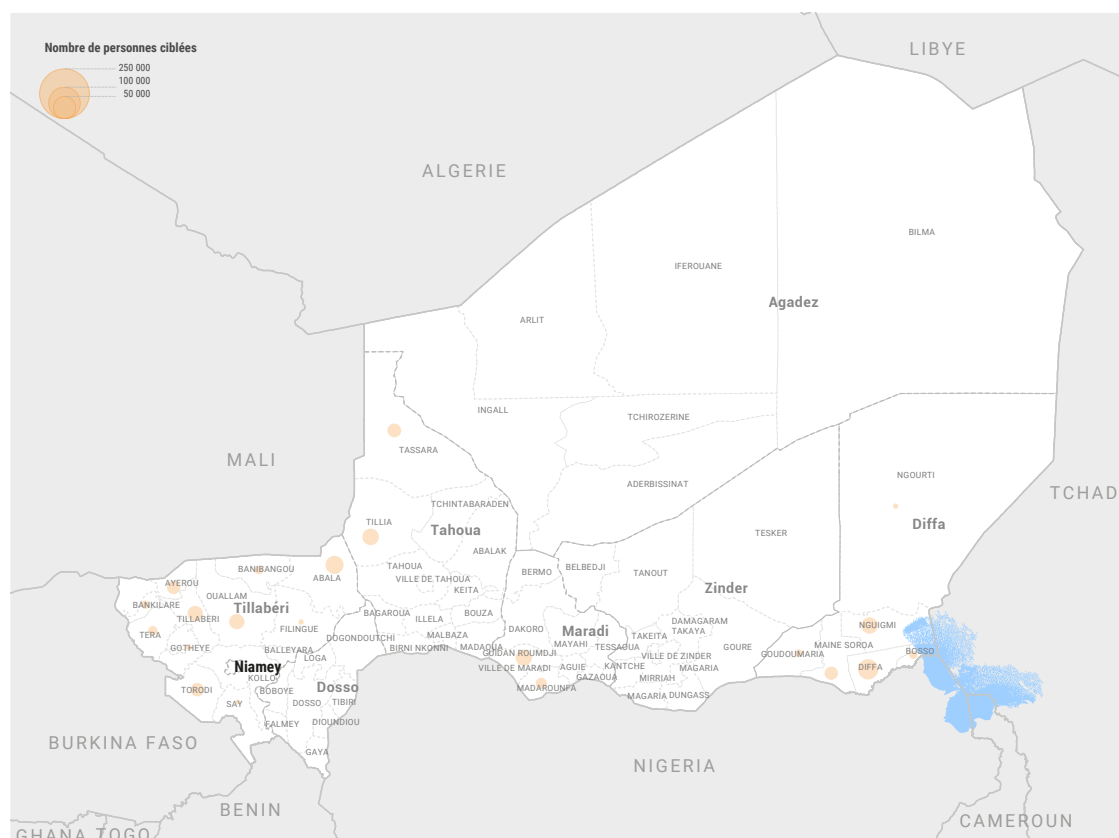 Nombre de personnes ciblées
250 000
100 000
50 000
LIBYE
ALGERIE
BILMA
IFEROUANE
Agadez
ARLIT
INGALL
TCHIROZERINE
TASSARA
MALI
NGOURTI
ADERBISSINAT
TCHAD
TCHINTABARADEN
TILLIA
Tahoua
Diffa
TESKER
ABALAK
BANIBANGOU
TAHOUA
BELBEDJI
BERMO
TANOUT
ABALA
VILLE DE TAHOUA
AYEROU
KEITA
Zinder
OUALLAM
BANKILARE
Tillabéri
BAGAROUA
BOUZA
TILLABERI
ILLELA
DAMAGARAM
TAKAYA
NGUIGMI
FILINGUE
DAKORO
Maradi
TERA
DOGONDOUTCHI
MALBAZA
TAKEITA
MAINE SOROA
GOTHEYE
BALLEYARA
BIRNI NKONNI
MADAOUA
MAYAHI
TESSAOUA
GOURE
GOUDOUMARIA
BOSSO
GUIDAN ROUMDJI
VILLE DE ZINDER
LOGA
Niamey
VILLE DE MARADI
AGUIE
KANTCHE
MAGARIA
DIFFA
KOLLO
GAZAOUA
MIRRIAH
TORODI
BOBOYE
Dosso
MADAROUNFA
MAGARIA
DUNGASS
SAY
DOSSO
TIBIRI
FALMEY
DIOUNDIOU
BURKINA FASO
GAYA
NIGERIA
BENIN
CAMEROUN
GHANA
TOGO